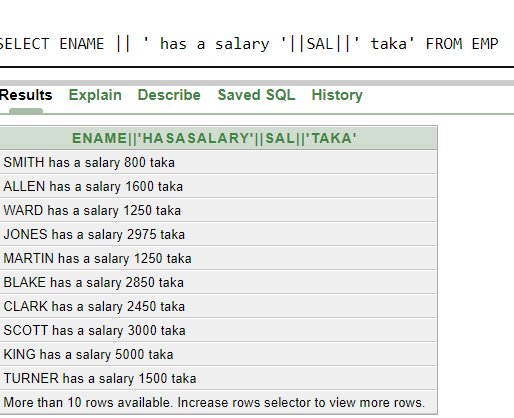 SELECT ENAME || ' has a salary '||SAL||' taka' FROM EMP
Results Explain Describe Saved SQL History
ENAME||'HASASALARY'||SAL||'TAKA'
SMITH has a salary 800 taka
ALLEN has a salary 1600 taka
WARD has a salary 1250 taka
JONES has a salary 2975 taka
MARTIN has a salary 1250 taka
BLAKE has a salary 2850 taka
CLARK has a salary 2450 taka
SCOTT has a salary 3000 taka
KING has a salary 5000 taka
TURNER has a salary 1500 taka
More than 10 rows available. Increase rows selector to view more rows.